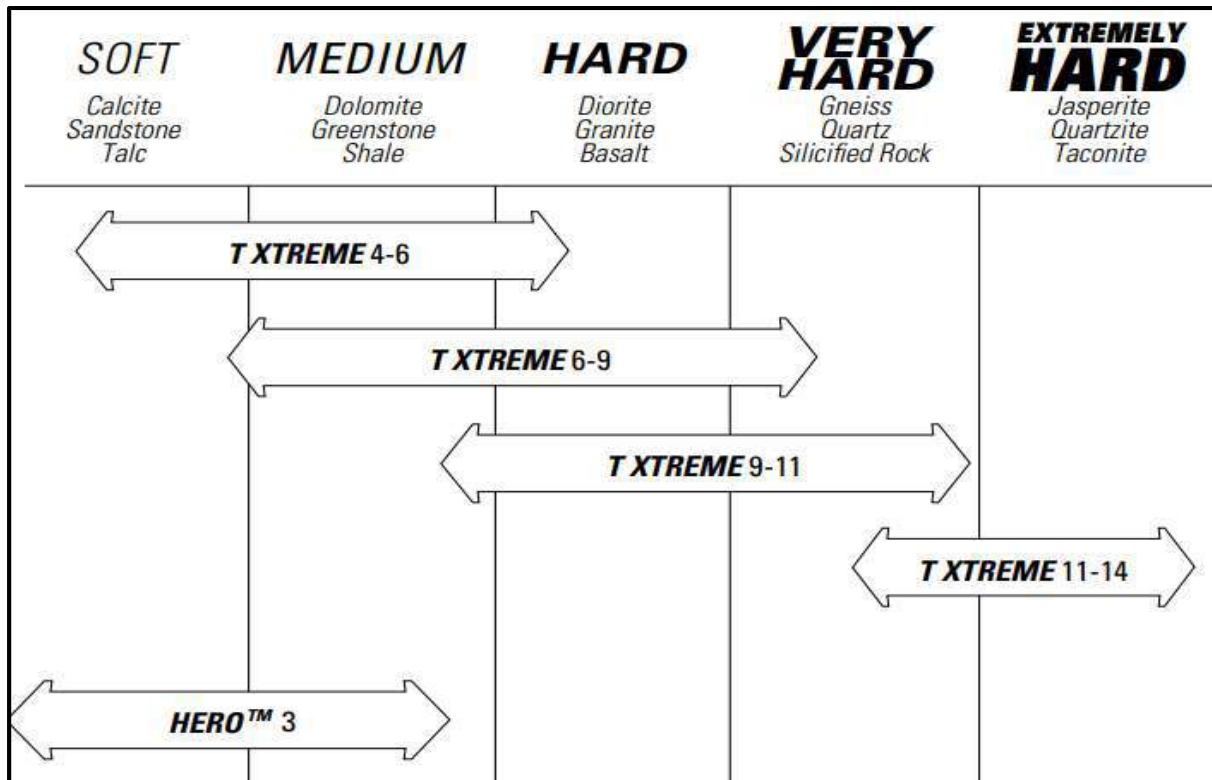 SOFT
Calcite
Sandstone
Talc
MEDIUM
Dolomite
Greenstone
Shale
HARD
Diorite
Granite
Basalt
VERY
HARD
Gneiss
Quartz
Silicified Rock
EXTREMELY
HARD
Jasperite
Quartzite
Taconite
T XTREME 4-6
T XTREME 6-9
T XTREME 9-11
T XTREME 11-14
HERO™ 3